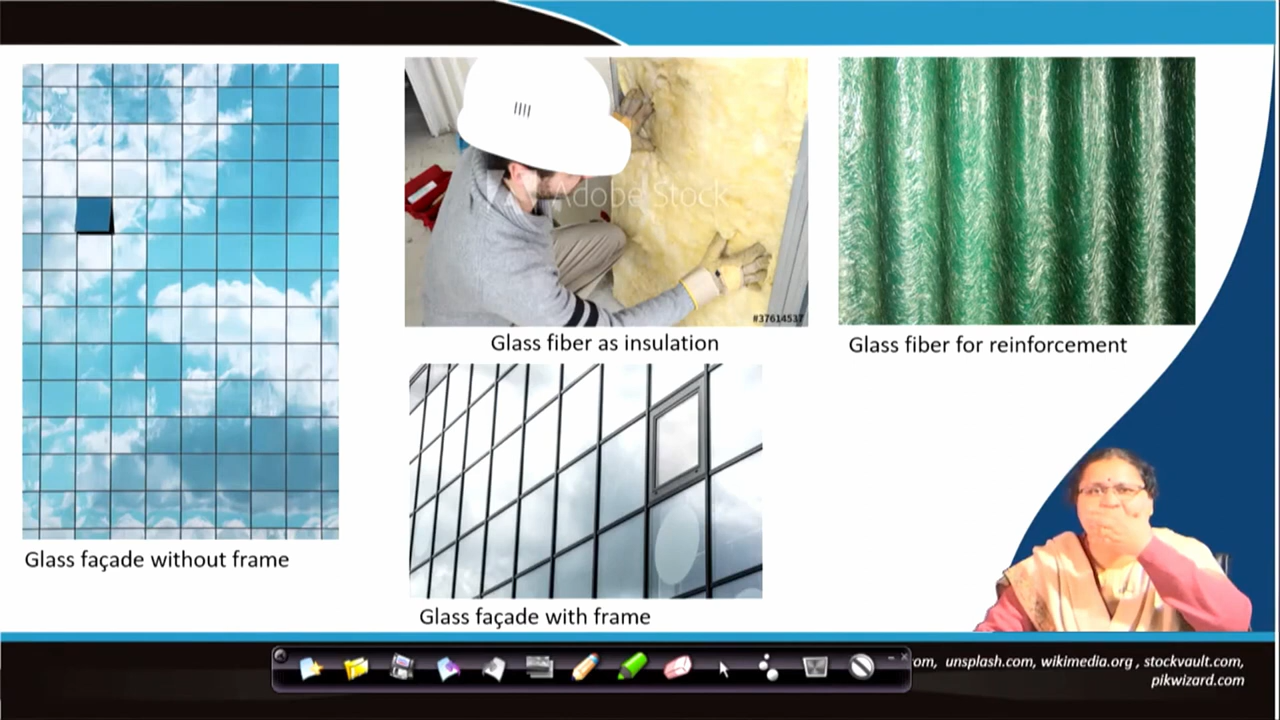 Adobe Stock
#37614537
Glass fiber as insulation
Glass fiber for reinforcement
Glass façade without frame
Glass façade with frame
om, unsplash.com, wikimedia.org , stockvault.com,
pikwizard.com